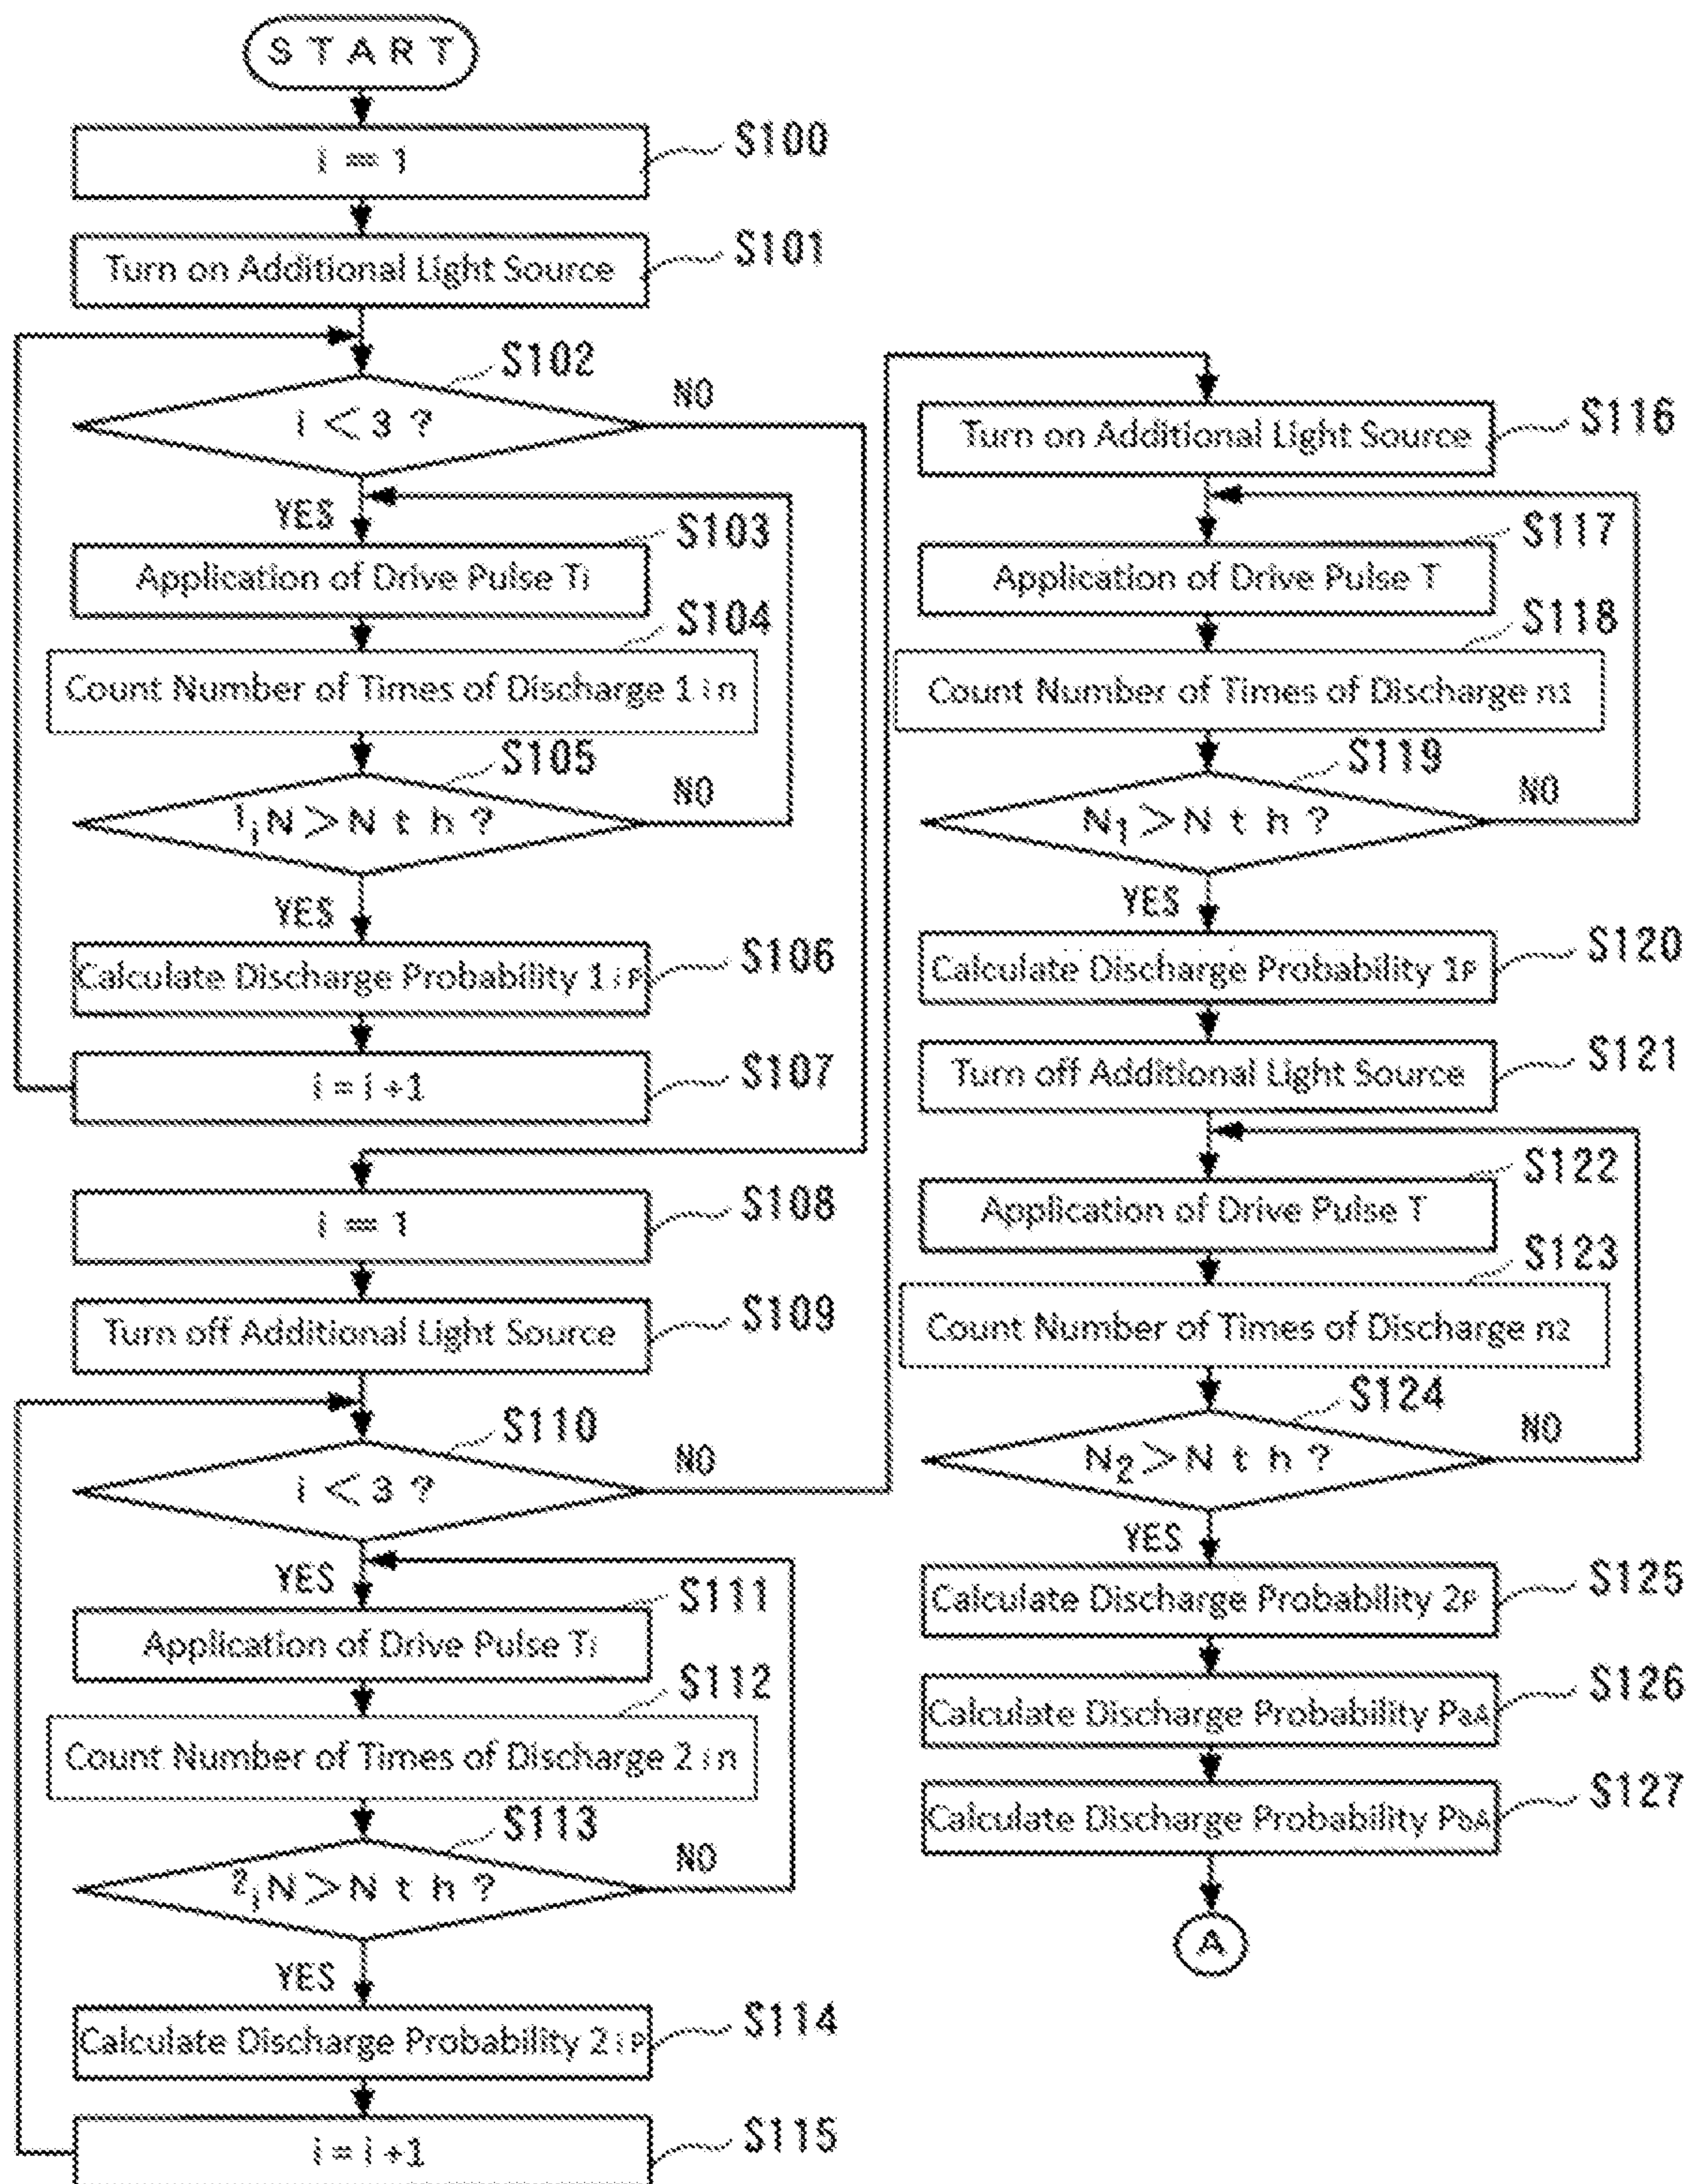 START
i = 1
S100
Turn on Additional Light Source
S101
S102
i < 3 ?
NO
YES
S103
Application of Drive Pulse Ti
S104
Count Number of Times of Discharge 1 i n
S105
1iN > N t h ?
NO
YES
Calculate Discharge Probability 1 i P
S106
i = i +1
S107
i = 1
S108
Turn off Additional Light Source
S109
S110
i < 3 ?
NO
YES
S111
Application of Drive Pulse Ti
S112
Count Number of Times of Discharge 2 i n
S113
2iN > N t h ?
NO
YES
Calculate Discharge Probability 2 i P
S114
i = i +1
S115
Turn on Additional Light Source
S116
S117
Application of Drive Pulse T
S118
Count Number of Times of Discharge n1
S119
N1 > N t h ?
NO
YES
Calculate Discharge Probability 1P
S120
Turn off Additional Light Source
S121
S122
Application of Drive Pulse T
S123
Count Number of Times of Discharge n2
S124
N2 > N t h ?
NO
YES
Calculate Discharge Probability 2P
S125
Calculate Discharge Probability PaA
S126
Calculate Discharge Probability PbA
S127
A